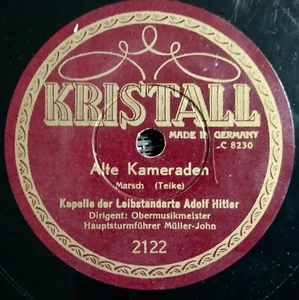 KRISTALL
MADE IN GERMANY
C 8230
Alte Kameraden
Marsch (Teike)
Kapelle der Leibstandarte Adolf Hitler
Dirigent: Obermusikmeister
Hauptsturmführer Müller-John
2122